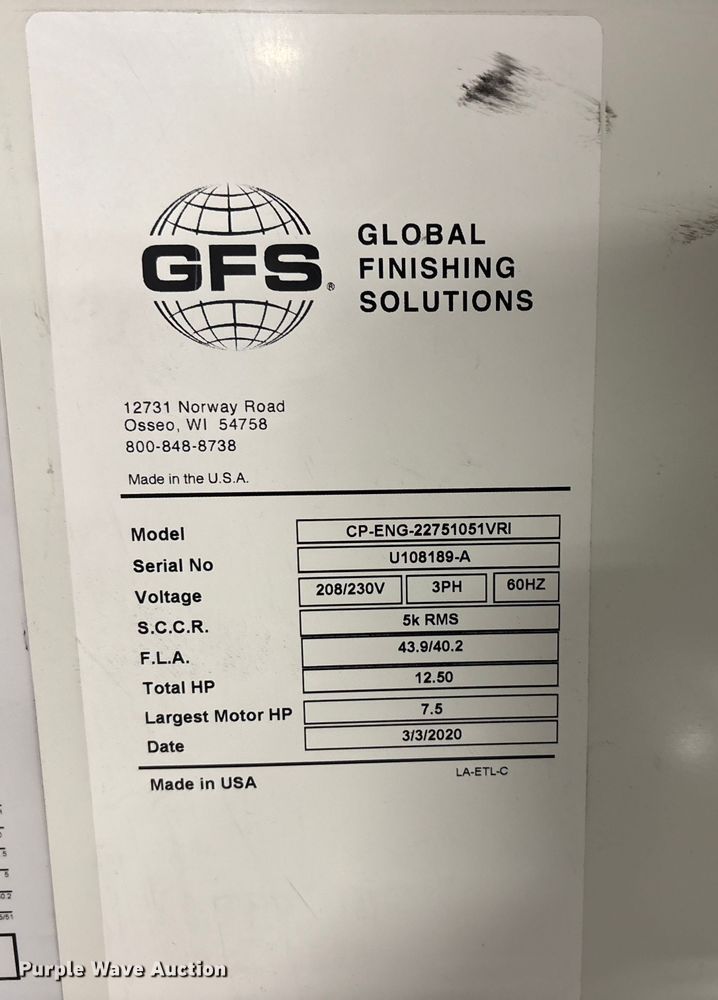 GFS®
GLOBAL
FINISHING
SOLUTIONS
12731 Norway Road
Osseo, WI 54758
800-848-8738
Made in the U.S.A.
Model CP-ENG-22751051VRI
Serial No U108189-A
Voltage 208/230V 3PH 60HZ
S.C.C.R. 5k RMS
F.L.A. 43.9/40.2
Total HP 12.50
Largest Motor HP 7.5
Date 3/3/2020
Made in USA LA-ETL-C
Purple Wave Auction